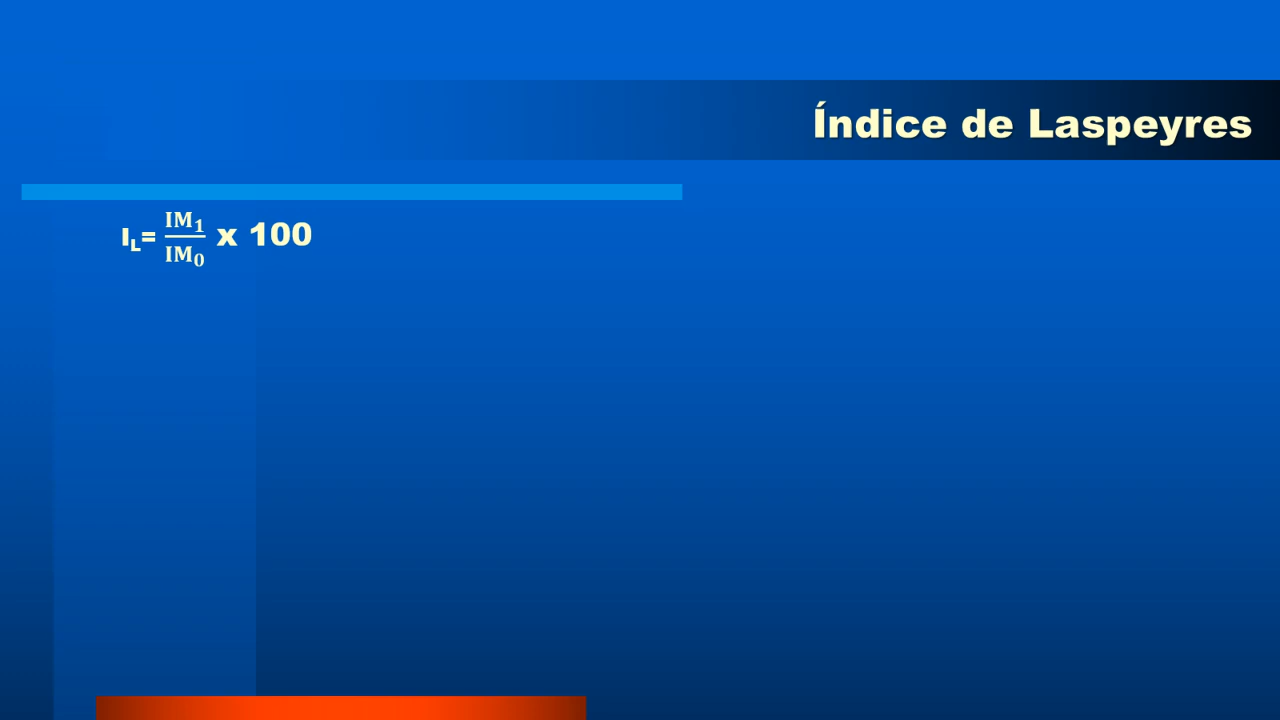 Índice de Laspeyres
I_L= IM₁/IM₀ x 100